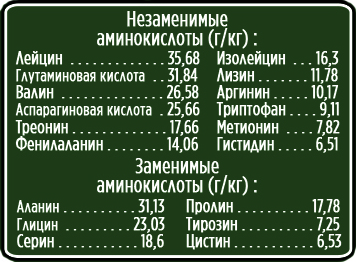 Незаменимые
аминокислоты (г/кг) :
Лейцин . . . . . . . . . . . . 35,68 Изолейцин . . . 16,3
Глутаминовая кислота . . 31,84 Лизин . . . . . . . 11,78
Валин . . . . . . . . . . . . . 26,58 Аргинин . . . . . 10,17
Аспарагиновая кислота . 25,66 Триптофан . . . . 9,11
Треонин . . . . . . . . . . . 17,66 Метионин . . . . 7,82
Фенилаланин . . . . . . . . 14,06 Гистидин . . . . . 6,51
Заменимые
аминокислоты (г/кг) :
Аланин . . . . . . . . . 31,13 Пролин . . . . . . . . 17,78
Глицин . . . . . . . . . 23,03 Тирозин . . . . . . . . 7,25
Серин . . . . . . . . . . 18,6 Цистин . . . . . . . . . 6,53